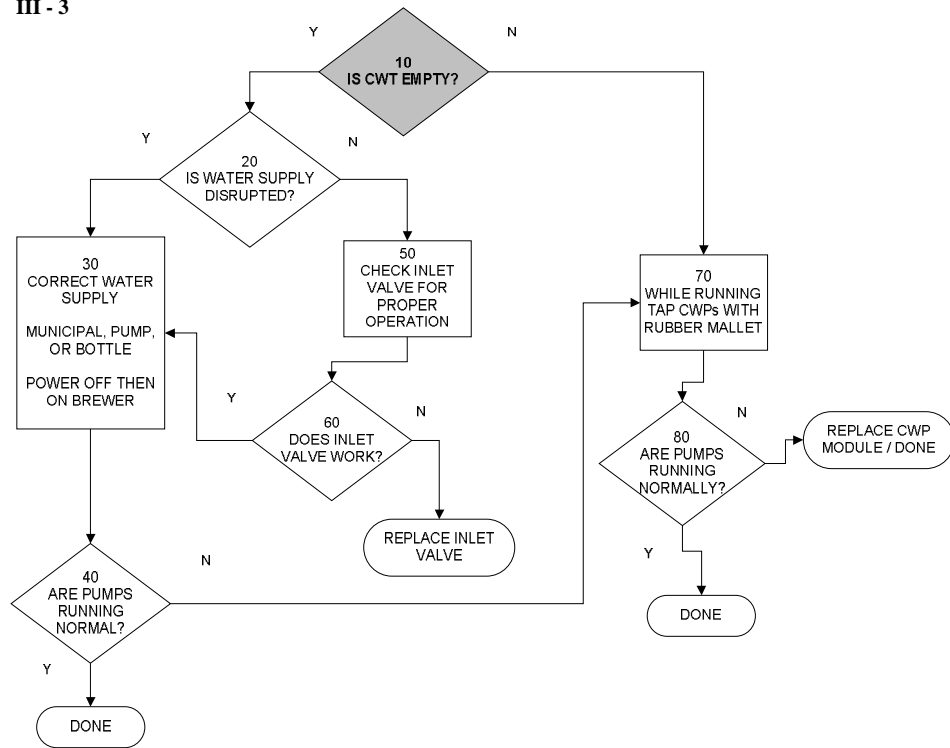 III - 3
Y
N
10
IS CWT EMPTY?
Y
N
20
IS WATER SUPPLY
DISRUPTED?
30
CORRECT WATER
SUPPLY
MUNICIPAL, PUMP,
OR BOTTLE
POWER OFF THEN
ON BREWER
50
CHECK INLET
VALVE FOR
PROPER
OPERATION
70
WHILE RUNNING
TAP CWPs WITH
RUBBER MALLET
Y
N
60
DOES INLET
VALVE WORK?
N
80
ARE PUMPS
RUNNING
NORMALLY?
REPLACE CWP
MODULE / DONE
REPLACE INLET
VALVE
N
40
ARE PUMPS
RUNNING
NORMAL?
Y
DONE
Y
DONE